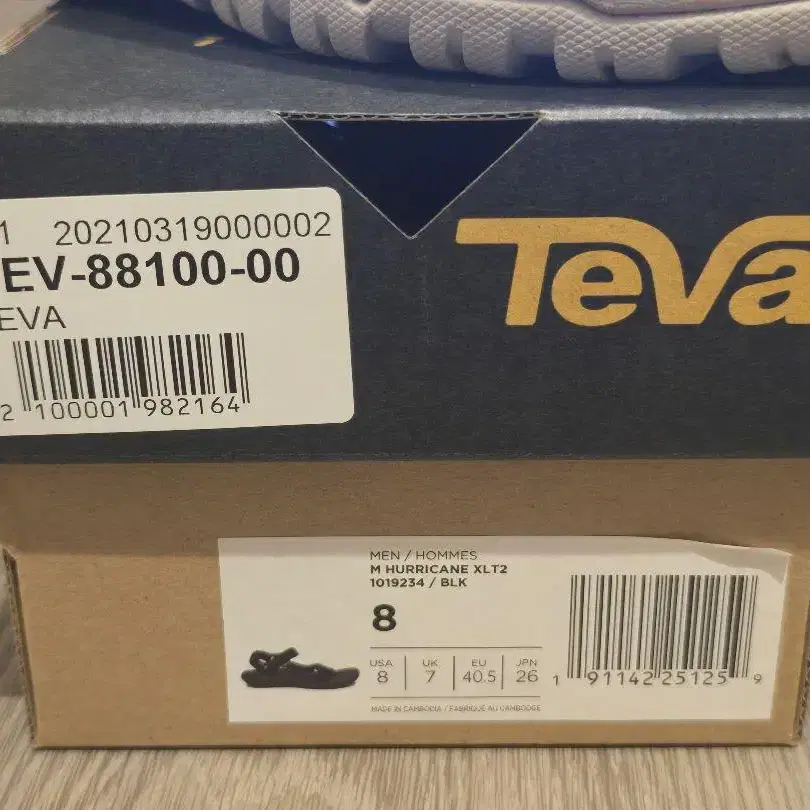 1 20210319000002
EV-88100-00
EVA
2 100001 982164
Teva
MEN / HOMMES
M HURRICANE XLT2
1019234 / BLK
8
USA UK EU JPN
8 7 40.5 26
MADE IN CAMBODIA / FABRIQUÉ AU CAMBODGE
1 91142 25125 9